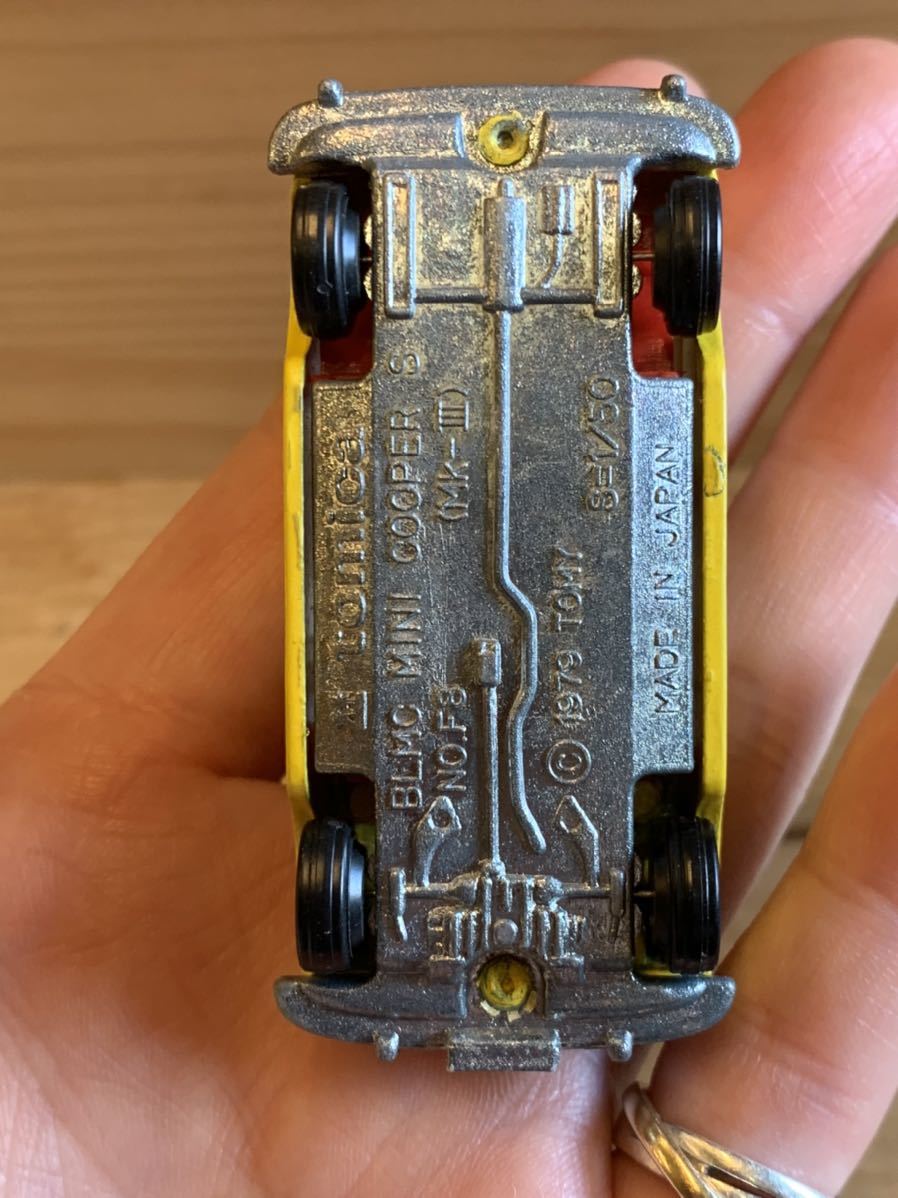 tomica
BLMC MINI COOPER S
(MK-III)
NO.F8
© 1979 TOMY
S=1/50
MADE IN JAPAN